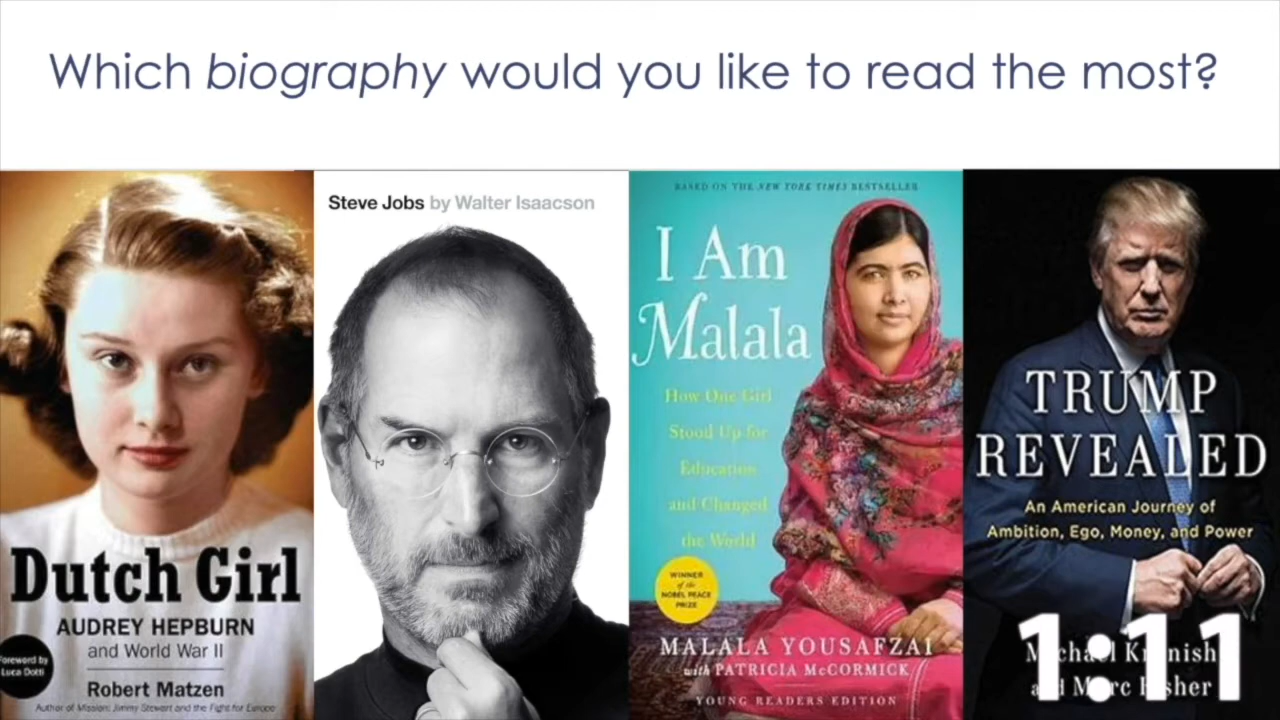 Which biography would you like to read the most?
Dutch Girl
AUDREY HEPBURN
and World War II
Foreword by
Luca Dotti
Robert Matzen
Author of Mission: Jimmy Stewart and the Fight for Europe
Steve Jobs by Walter Isaacson
BASED ON THE NEW YORK TIMES BESTSELLER
I Am
Malala
How One Girl
Stood Up for
Education
and Changed
the World
WINNER
of the
NOBEL PEACE
PRIZE
MALALA YOUSAFZAI
with PATRICIA McCORMICK
YOUNG READERS EDITION
TRUMP
REVEALED
An American Journey of
Ambition, Ego, Money, and Power
1:11